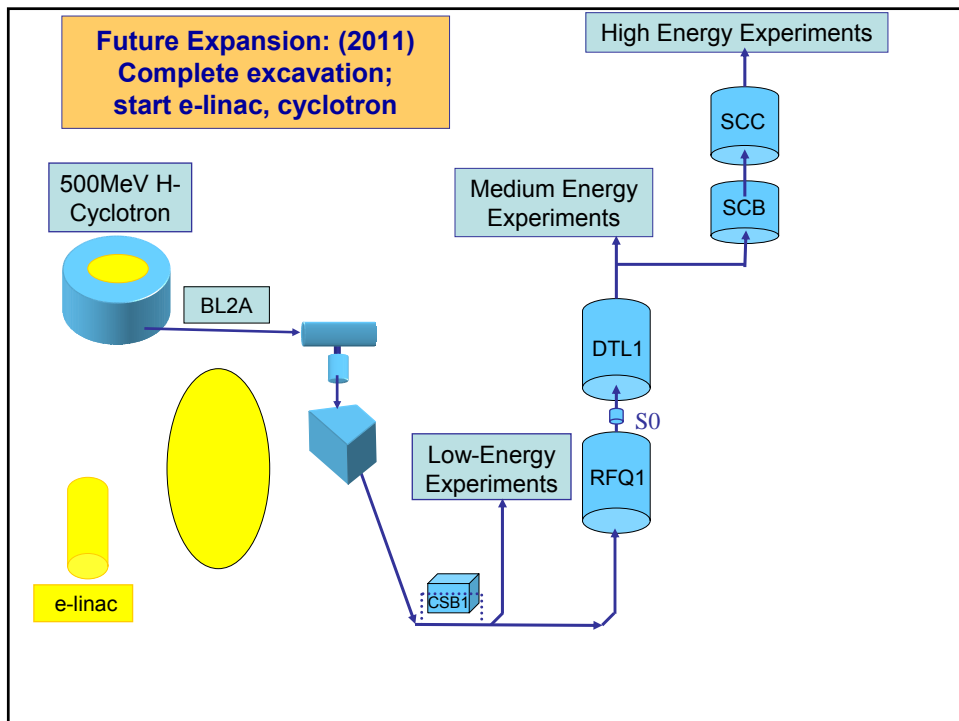 Future Expansion: (2011)
Complete excavation;
start e-linac, cyclotron
High Energy Experiments
SCC
SCB
500MeV H-
Cyclotron
Medium Energy
Experiments
BL2A
DTL1
S0
Low-Energy
Experiments
RFQ1
CSB1
e-linac